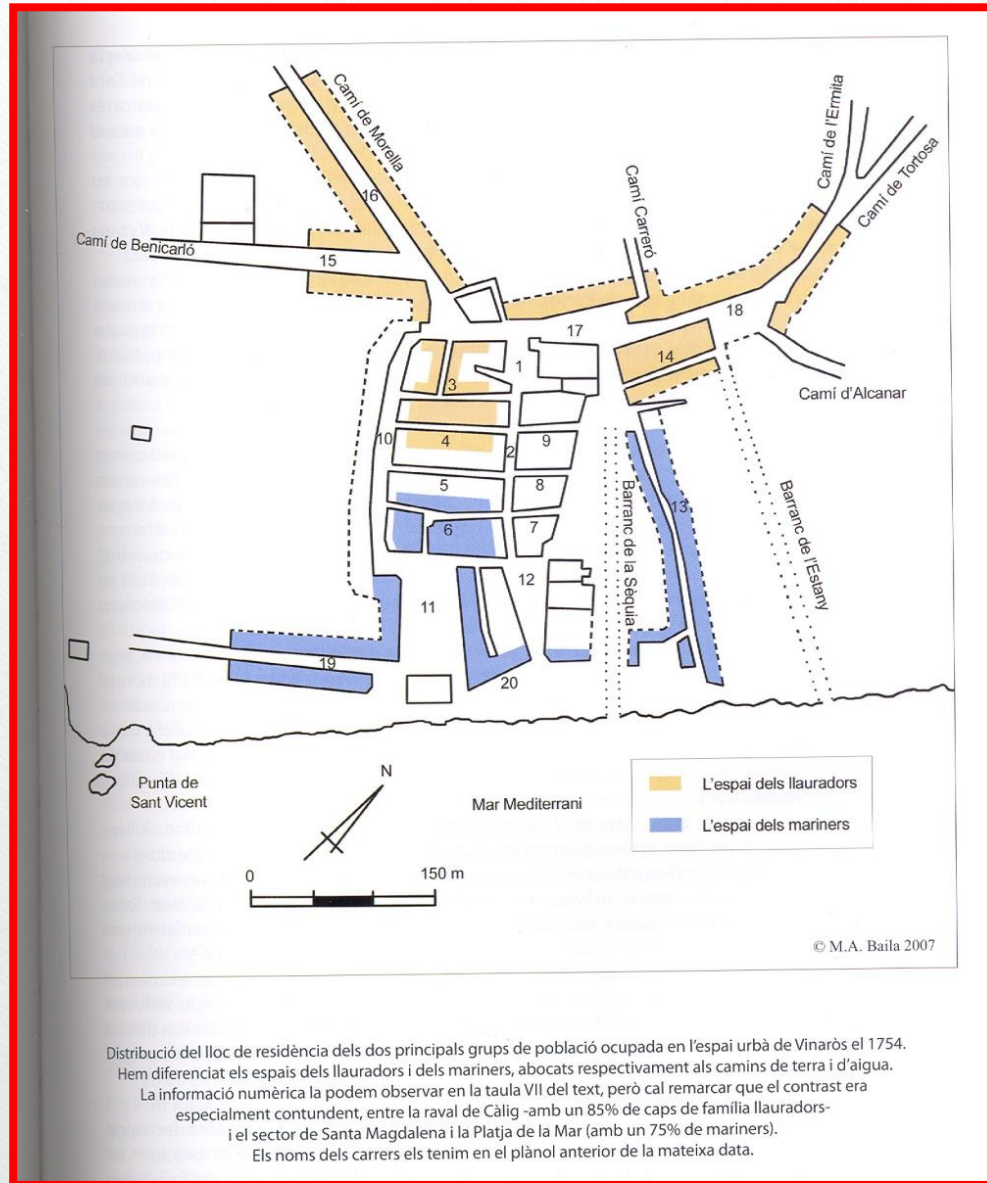 Camí de Morella
Camí de l'Ermita
Camí de Tortosa
Camí Carreró
16
Camí de Benicarló
15
18
17
14
1
3
Camí d'Alcanar
10
4
2
9
5
8
13
6
7
Barranc de la Sèquia
Barranc de l'Estany
12
11
19
20
Punta de
Sant Vicent
N
Mar Mediterrani
L'espai dels llauradors
L'espai dels mariners
0
150 m
© M.A. Baila 2007
Distribució del lloc de residència dels dos principals grups de població ocupada en l'espai urbà de Vinaròs el 1754.
Hem diferenciat els espais dels llauradors i dels mariners, abocats respectivament als camins de terra i d'aigua.
La informació numèrica la podem observar en la taula VII del text, però cal remarcar que el contrast era
especialment contundent, entre la raval de Càlig -amb un 85% de caps de família llauradors-
i el sector de Santa Magdalena i la Platja de la Mar (amb un 75% de mariners).
Els noms dels carrers els tenim en el plànol anterior de la mateixa data.